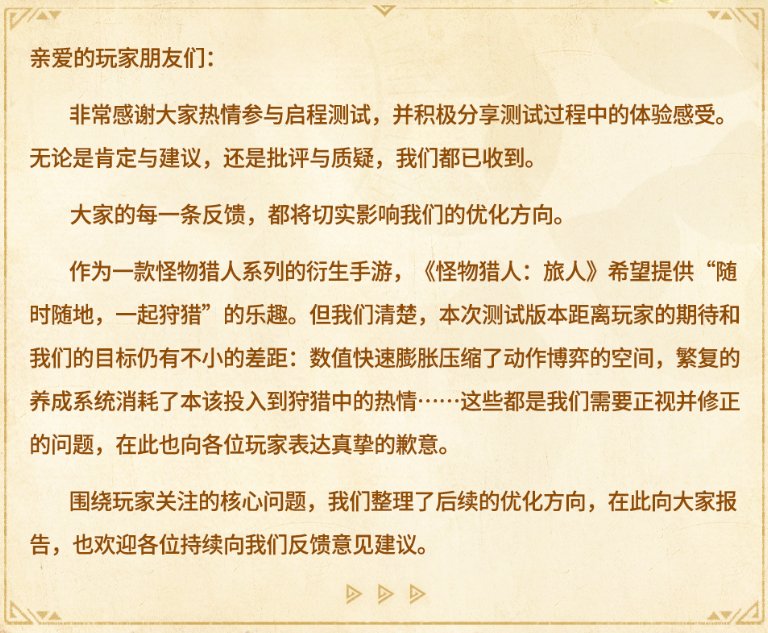 亲爱的玩家朋友们：
非常感谢大家热情参与启程测试，并积极分享测试过程中的体验感受。
无论是肯定与建议，还是批评与质疑，我们都已收到。
大家的每一条反馈，都将切实影响我们的优化方向。
作为一款怪物猎人系列的衍生手游，《怪物猎人：旅人》希望提供“随
时随地，一起狩猎”的乐趣。但我们清楚，本次测试版本距离玩家的期待和
我们的目标仍有不小的差距：数值快速膨胀压缩了动作博弈的空间，繁复的
养成系统消耗了本该投入到狩猎中的热情……这些都是我们需要正视并修正
的问题，在此也向各位玩家表达真挚的歉意。
围绕玩家关注的核心问题，我们整理了后续的优化方向，在此向大家报
告，也欢迎各位持续向我们反馈意见建议。